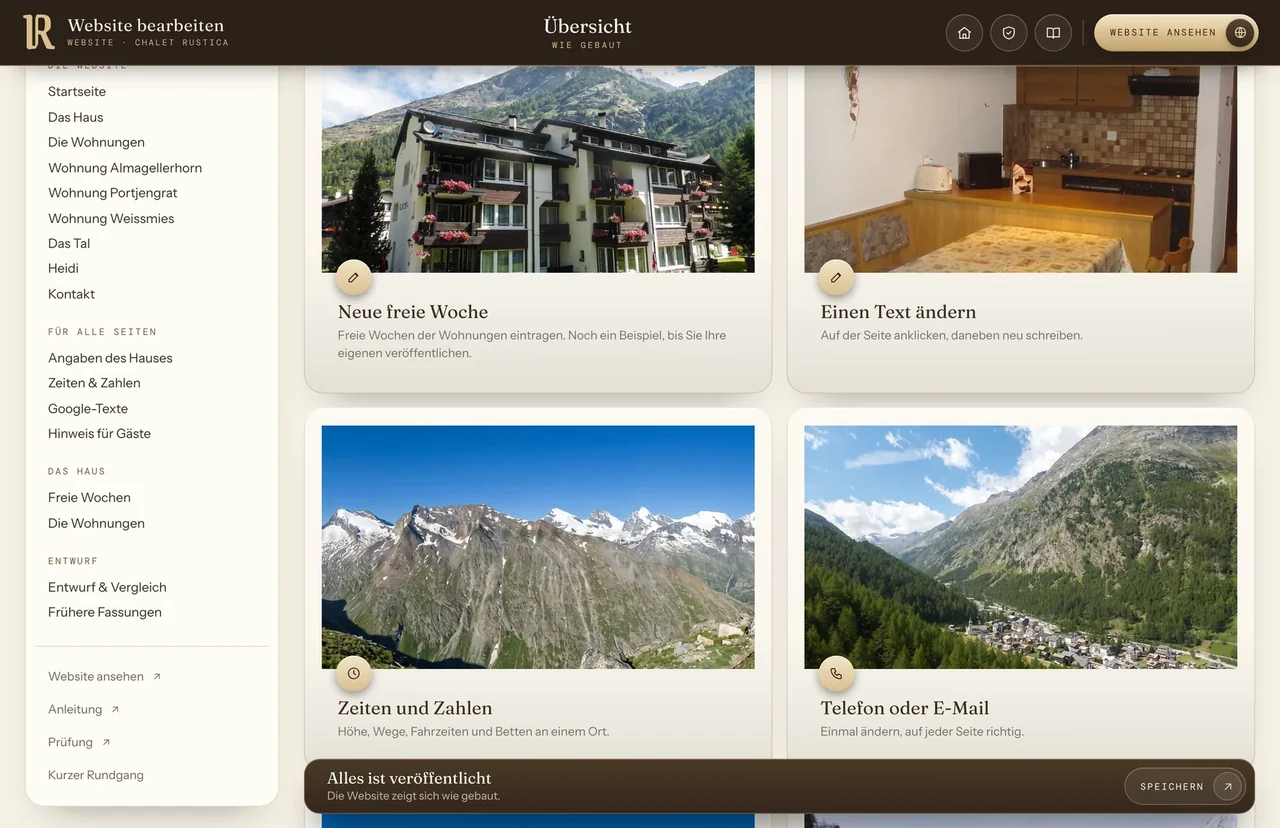 Website bearbeiten
WEBSITE · CHALET RUSTICA
Übersicht
WIE GEBAUT
WEBSITE ANSEHEN
DIE WEBSITE
Startseite
Das Haus
Die Wohnungen
Wohnung Almagellerhorn
Wohnung Portjengrat
Wohnung Weissmies
Das Tal
Heidi
Kontakt
FÜR ALLE SEITEN
Angaben des Hauses
Zeiten & Zahlen
Google-Texte
Hinweis für Gäste
DAS HAUS
Freie Wochen
Die Wohnungen
ENTWURF
Entwurf & Vergleich
Frühere Fassungen
Website ansehen
Anleitung
Prüfung
Kurzer Rundgang
Neue freie Woche
Freie Wochen der Wohnungen eintragen. Noch ein Beispiel, bis Sie Ihre
eigenen veröffentlichen.
Einen Text ändern
Auf der Seite anklicken, daneben neu schreiben.
Zeiten und Zahlen
Höhe, Wege, Fahrzeiten und Betten an einem Ort.
Telefon oder E-Mail
Einmal ändern, auf jeder Seite richtig.
Alles ist veröffentlicht
Die Website zeigt sich wie gebaut.
SPEICHERN